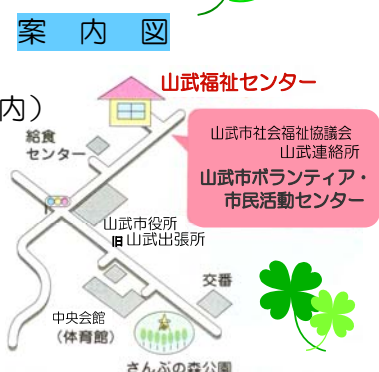 案内図
山武福祉センター
内）
給食
センター
山武市社会福祉協議会
山武連絡所
山武市ボランティア・
市民活動センター
山武市役所
旧山武出張所
交番
中央会館
（体育館）
さんぶの森公園